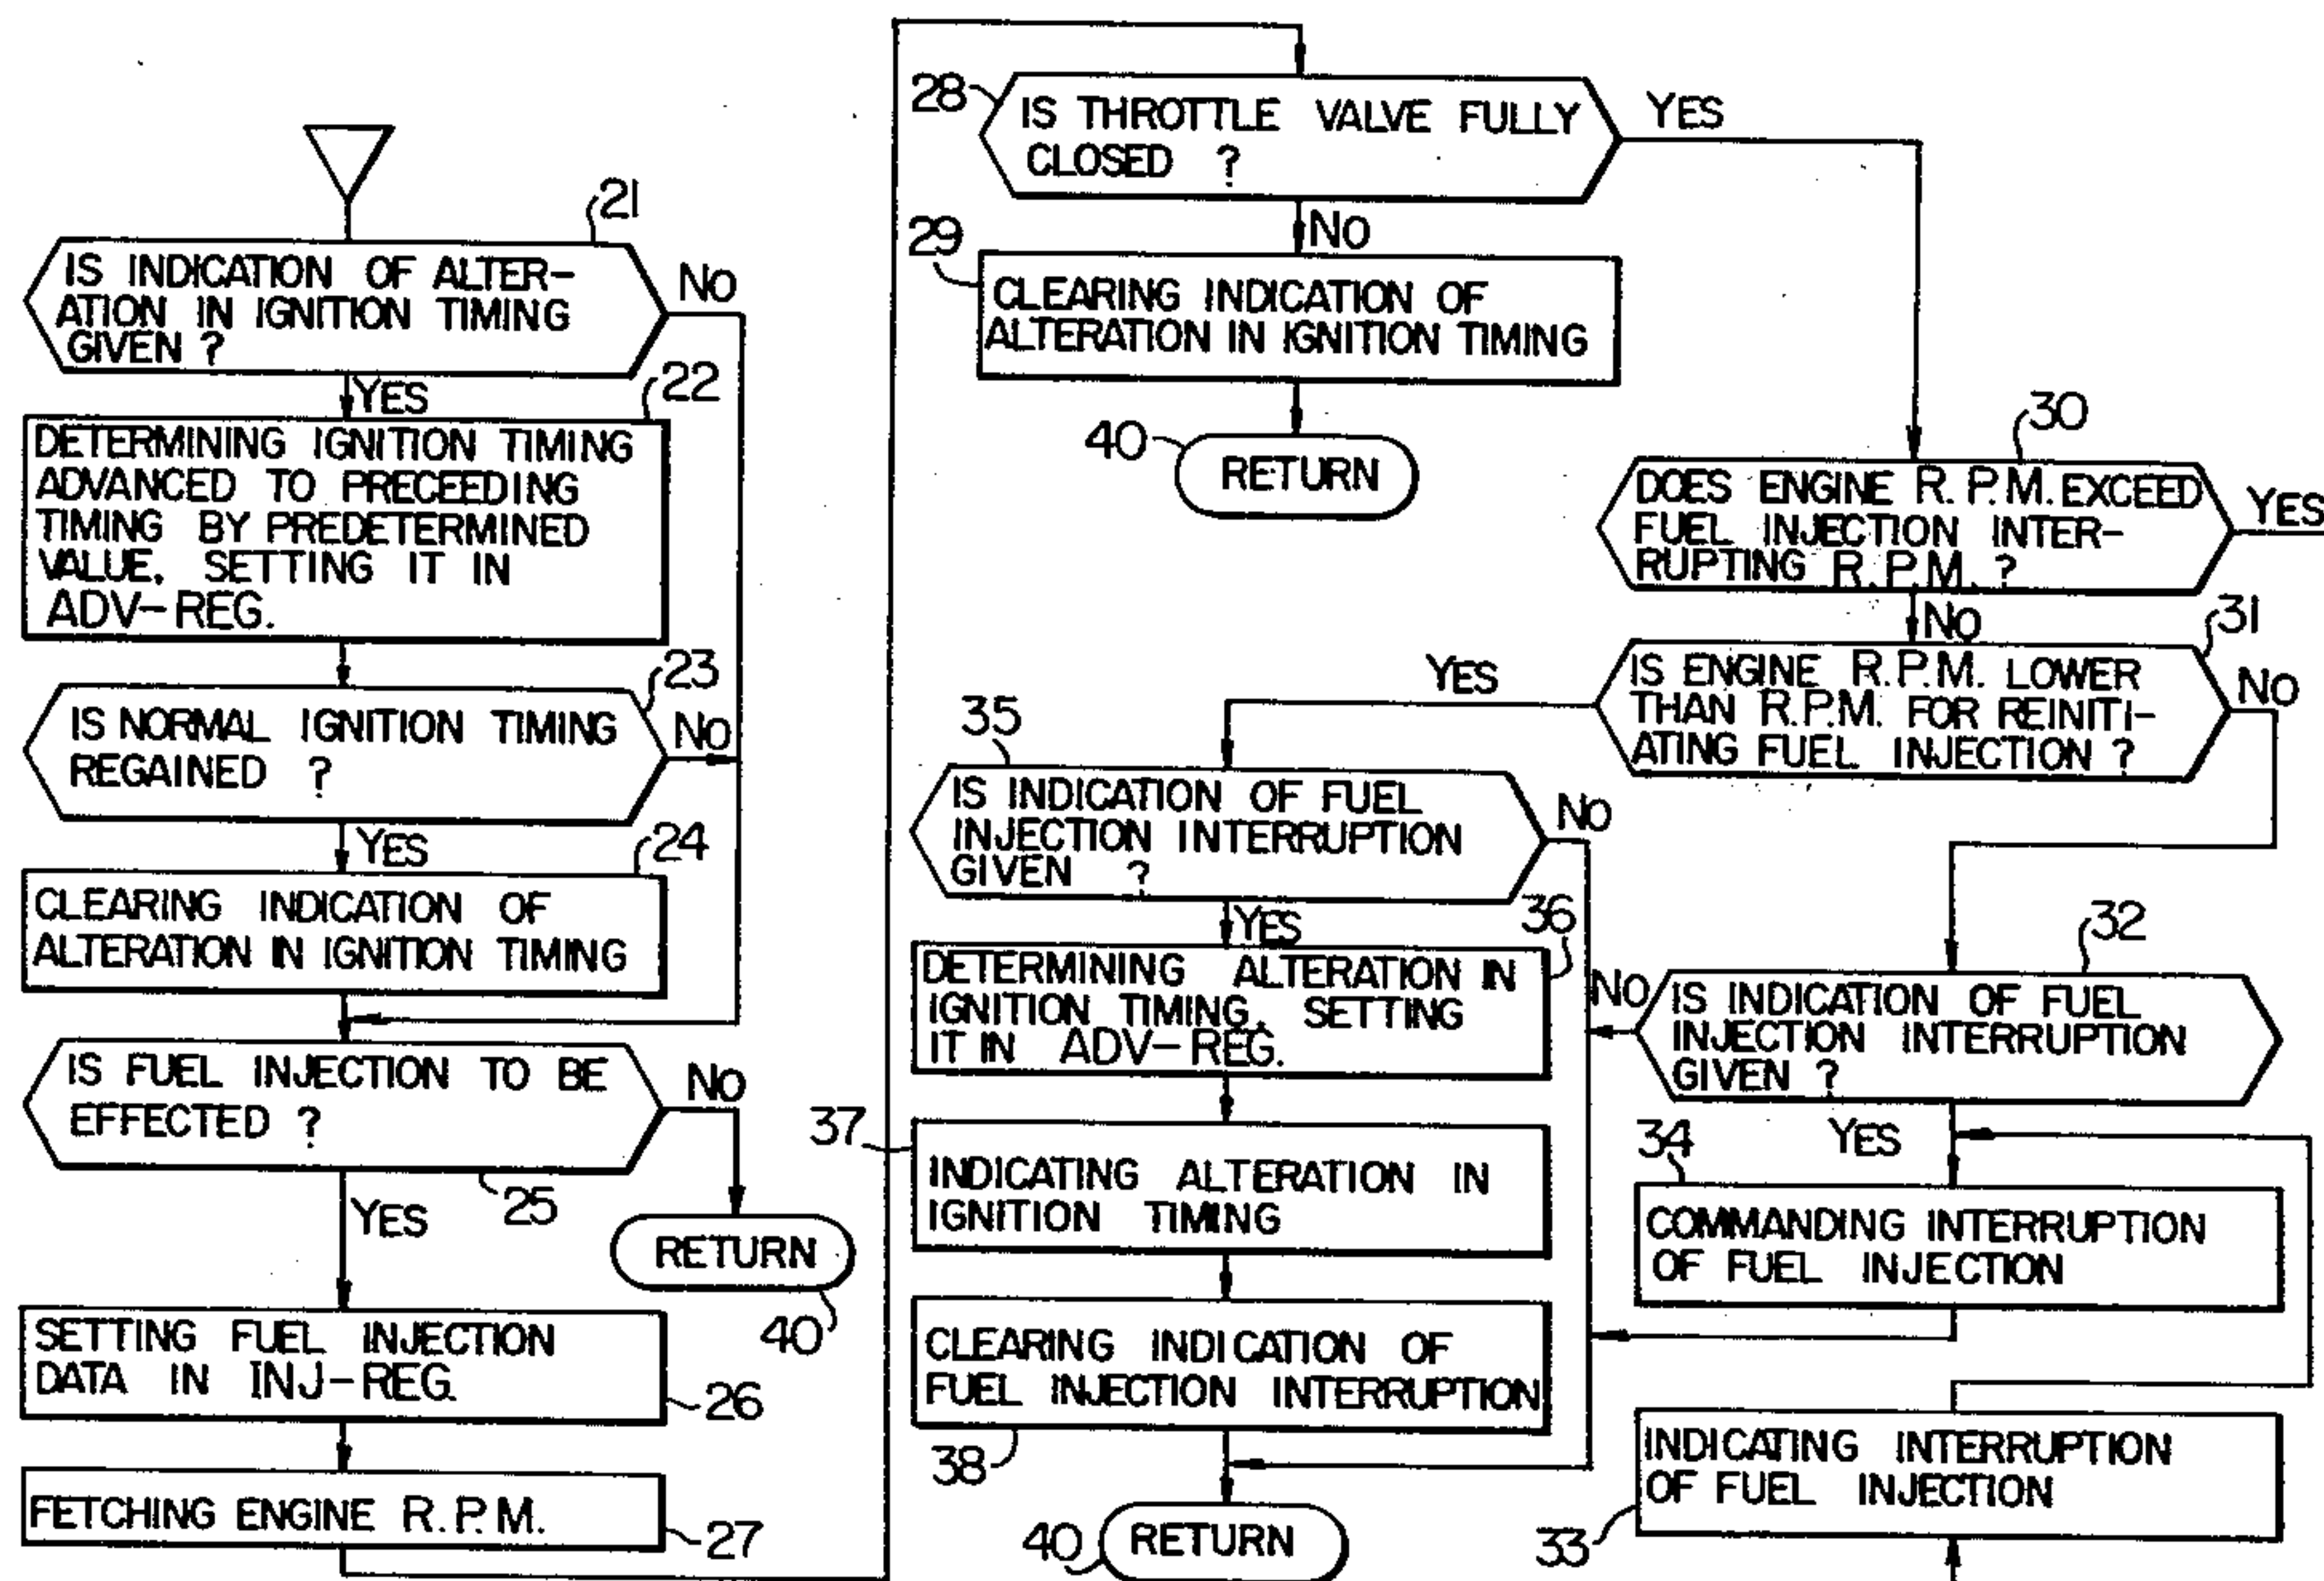 21
IS INDICATION OF ALTER-
ATION IN IGNITION TIMING
GIVEN ?
NO
YES
22
DETERMINING IGNITION TIMING
ADVANCED TO PRECEEDING
TIMING BY PREDETERMINED
VALUE, SETTING IT IN
ADV-REG.
23
IS NORMAL IGNITION TIMING
REGAINED ?
NO
YES
24
CLEARING INDICATION OF
ALTERATION IN IGNITION TIMING
IS FUEL INJECTION TO BE
EFFECTED ?
NO
25
YES
RETURN
40
SETTING FUEL INJECTION
DATA IN INJ-REG.
26
FETCHING ENGINE R.P.M.
27
28
IS THROTTLE VALVE FULLY
CLOSED ?
YES
NO
29
CLEARING INDICATION OF
ALTERATION IN IGNITION TIMING
40
RETURN
30
DOES ENGINE R.P.M. EXCEED
FUEL INJECTION INTER-
RUPTING R.P.M. ?
YES
NO
31
IS ENGINE R.P.M. LOWER
THAN R.P.M. FOR REINITI-
ATING FUEL INJECTION ?
YES
NO
35
IS INDICATION OF FUEL
INJECTION INTERRUPTION
GIVEN ?
NO
YES
36
DETERMINING ALTERATION IN
IGNITION TIMING, SETTING
IT IN ADV-REG.
37
INDICATING ALTERATION IN
IGNITION TIMING
CLEARING INDICATION OF
FUEL INJECTION INTERRUPTION
38
40
RETURN
32
NO
IS INDICATION OF FUEL
INJECTION INTERRUPTION
GIVEN ?
YES
34
COMMANDING INTERRUPTION
OF FUEL INJECTION
INDICATING INTERRUPTION
OF FUEL INJECTION
33